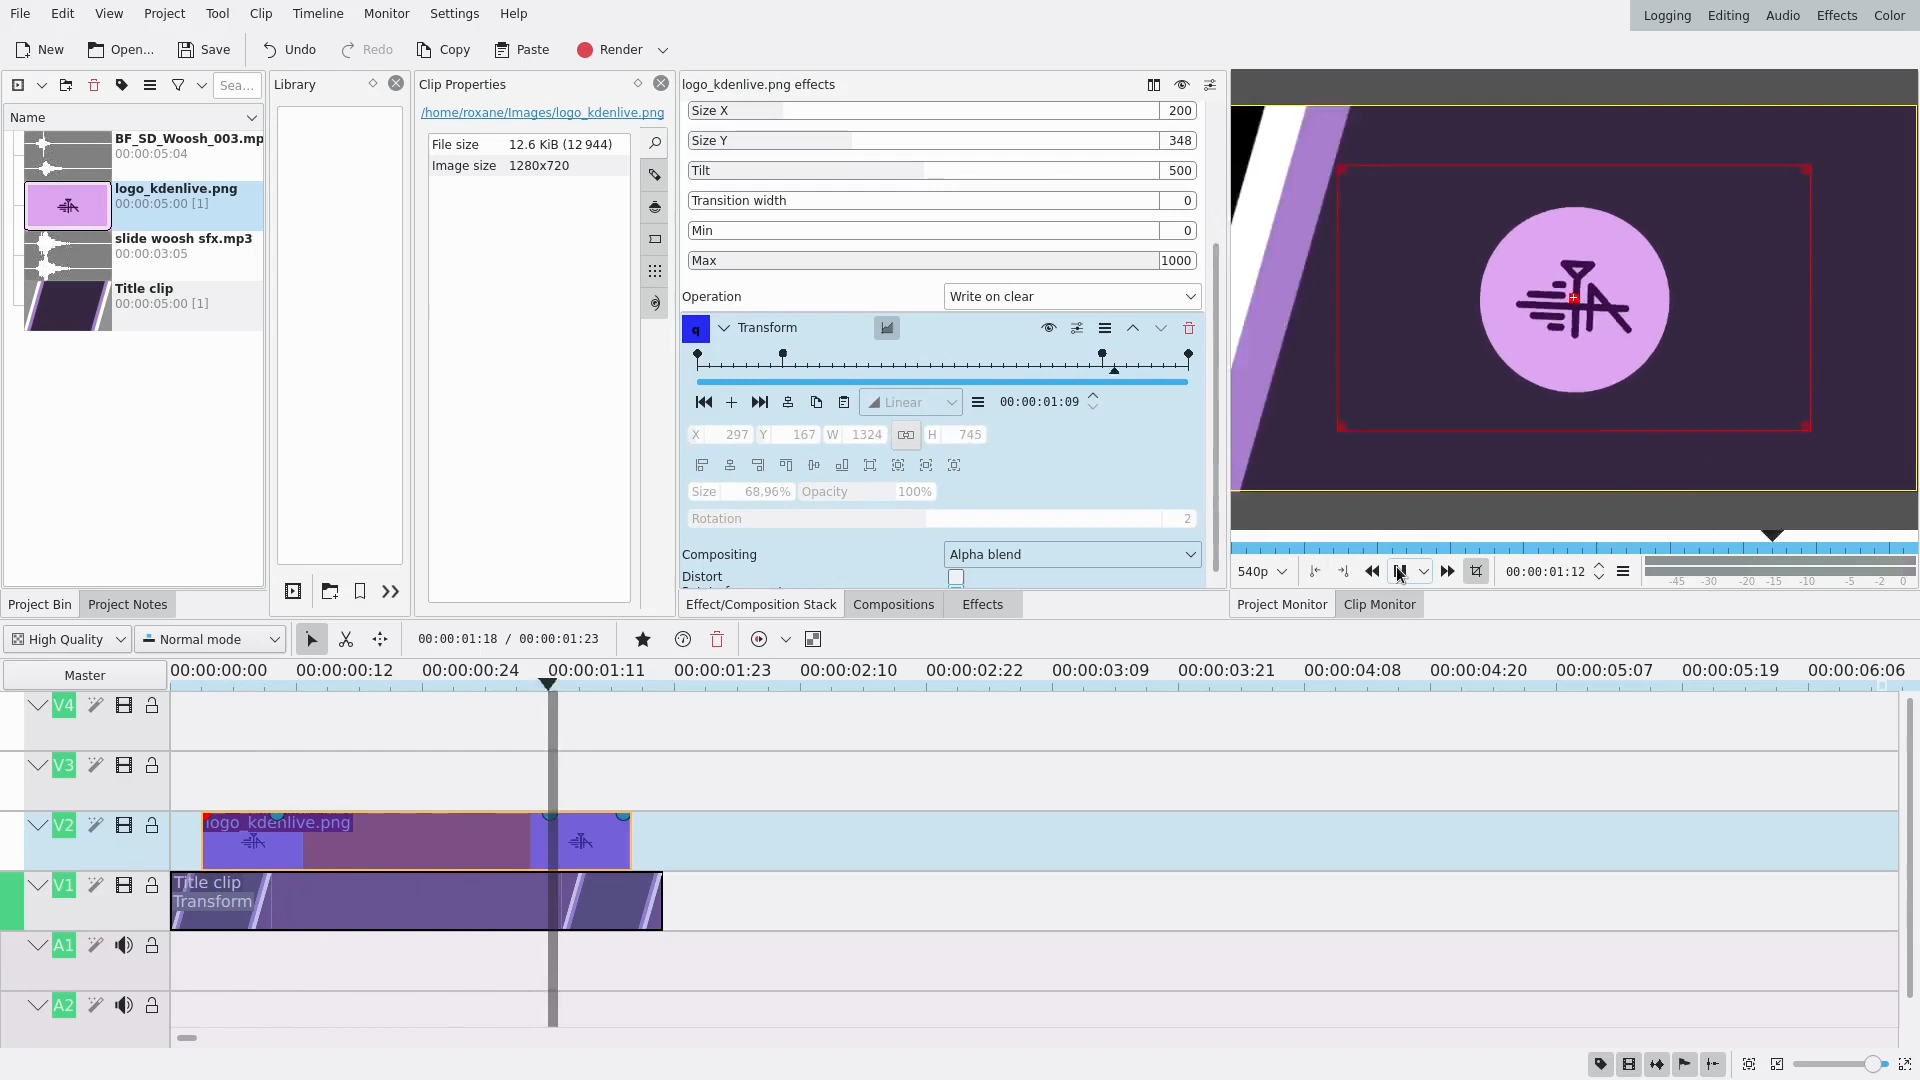 File Edit View Project Tool Clip Timeline Monitor Settings Help
Logging Editing Audio Effects Color
New Open... Save Undo Redo Copy Paste Render
Sea...
Name
BF_SD_Woosh_003.mp
00:00:05:04
logo_kdenlive.png
00:00:05:00 [1]
slide woosh sfx.mp3
00:00:03:05
Title clip
00:00:05:00 [1]
Project Bin Project Notes
Library
Clip Properties
/home/roxane/Images/logo_kdenlive.png
File size 12.6 KiB (12 944)
Image size 1280x720
logo_kdenlive.png effects
Size X 200
Size Y 348
Tilt 500
Transition width 0
Min 0
Max 1000
Operation Write on clear
q Transform
Linear 00:00:01:09
X 297 Y 167 W 1324 H 745
Size 68,96% Opacity 100%
Rotation 2
Compositing Alpha blend
Distort
Effect/Composition Stack Compositions Effects
540p 00:00:01:12
-45 -30 -20 -15 -10 -5 -2 0
Project Monitor Clip Monitor
High Quality Normal mode 00:00:01:18 / 00:00:01:23
Master 00:00:00:00 00:00:00:12 00:00:00:24 00:00:01:11 00:00:01:23 00:00:02:10 00:00:02:22 00:00:03:09 00:00:03:21 00:00:04:08 00:00:04:20 00:00:05:07 00:00:05:19 00:00:06:06
V4
V3
V2 logo_kdenlive.png
V1 Title clip
Transform
A1
A2